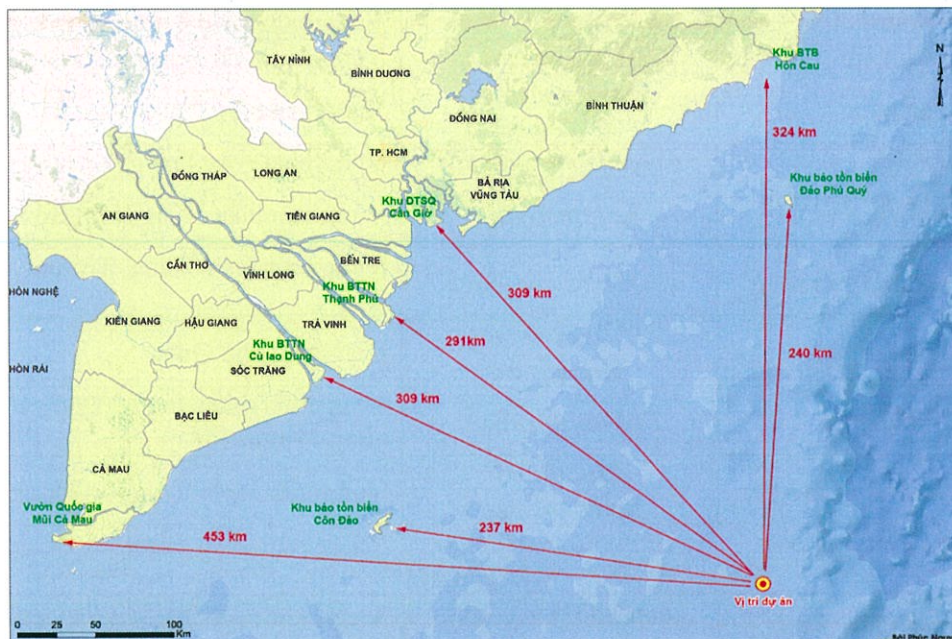 Khu BTB
Hòn Cau
N
TÂY NINH
BÌNH DƯƠNG
BÌNH THUẬN
ĐỒNG NAI
324 km
TP. HCM
LONG AN
ĐỒNG THÁP
BÀ RỊA
VŨNG TÀU
Khu bảo tồn biển
Đảo Phú Quý
Khu DTSQ
Cần Giờ
AN GIANG
TIỀN GIANG
BẾN TRE
CẦN THƠ
VĨNH LONG
Khu BTTN
Thạnh Phú
HÒN NGHỆ
309 km
KIÊN GIANG
HẬU GIANG
TRÀ VINH
291km
Khu BTTN
Cù lao Dung
240 km
HÒN RÁI
SÓC TRĂNG
309 km
BẠC LIÊU
CÀ MAU
Vườn Quốc gia
Mũi Cà Mau
Khu bảo tồn biển
Côn Đảo
453 km
237 km
Vị trí dự án
0 25 50 100
Km